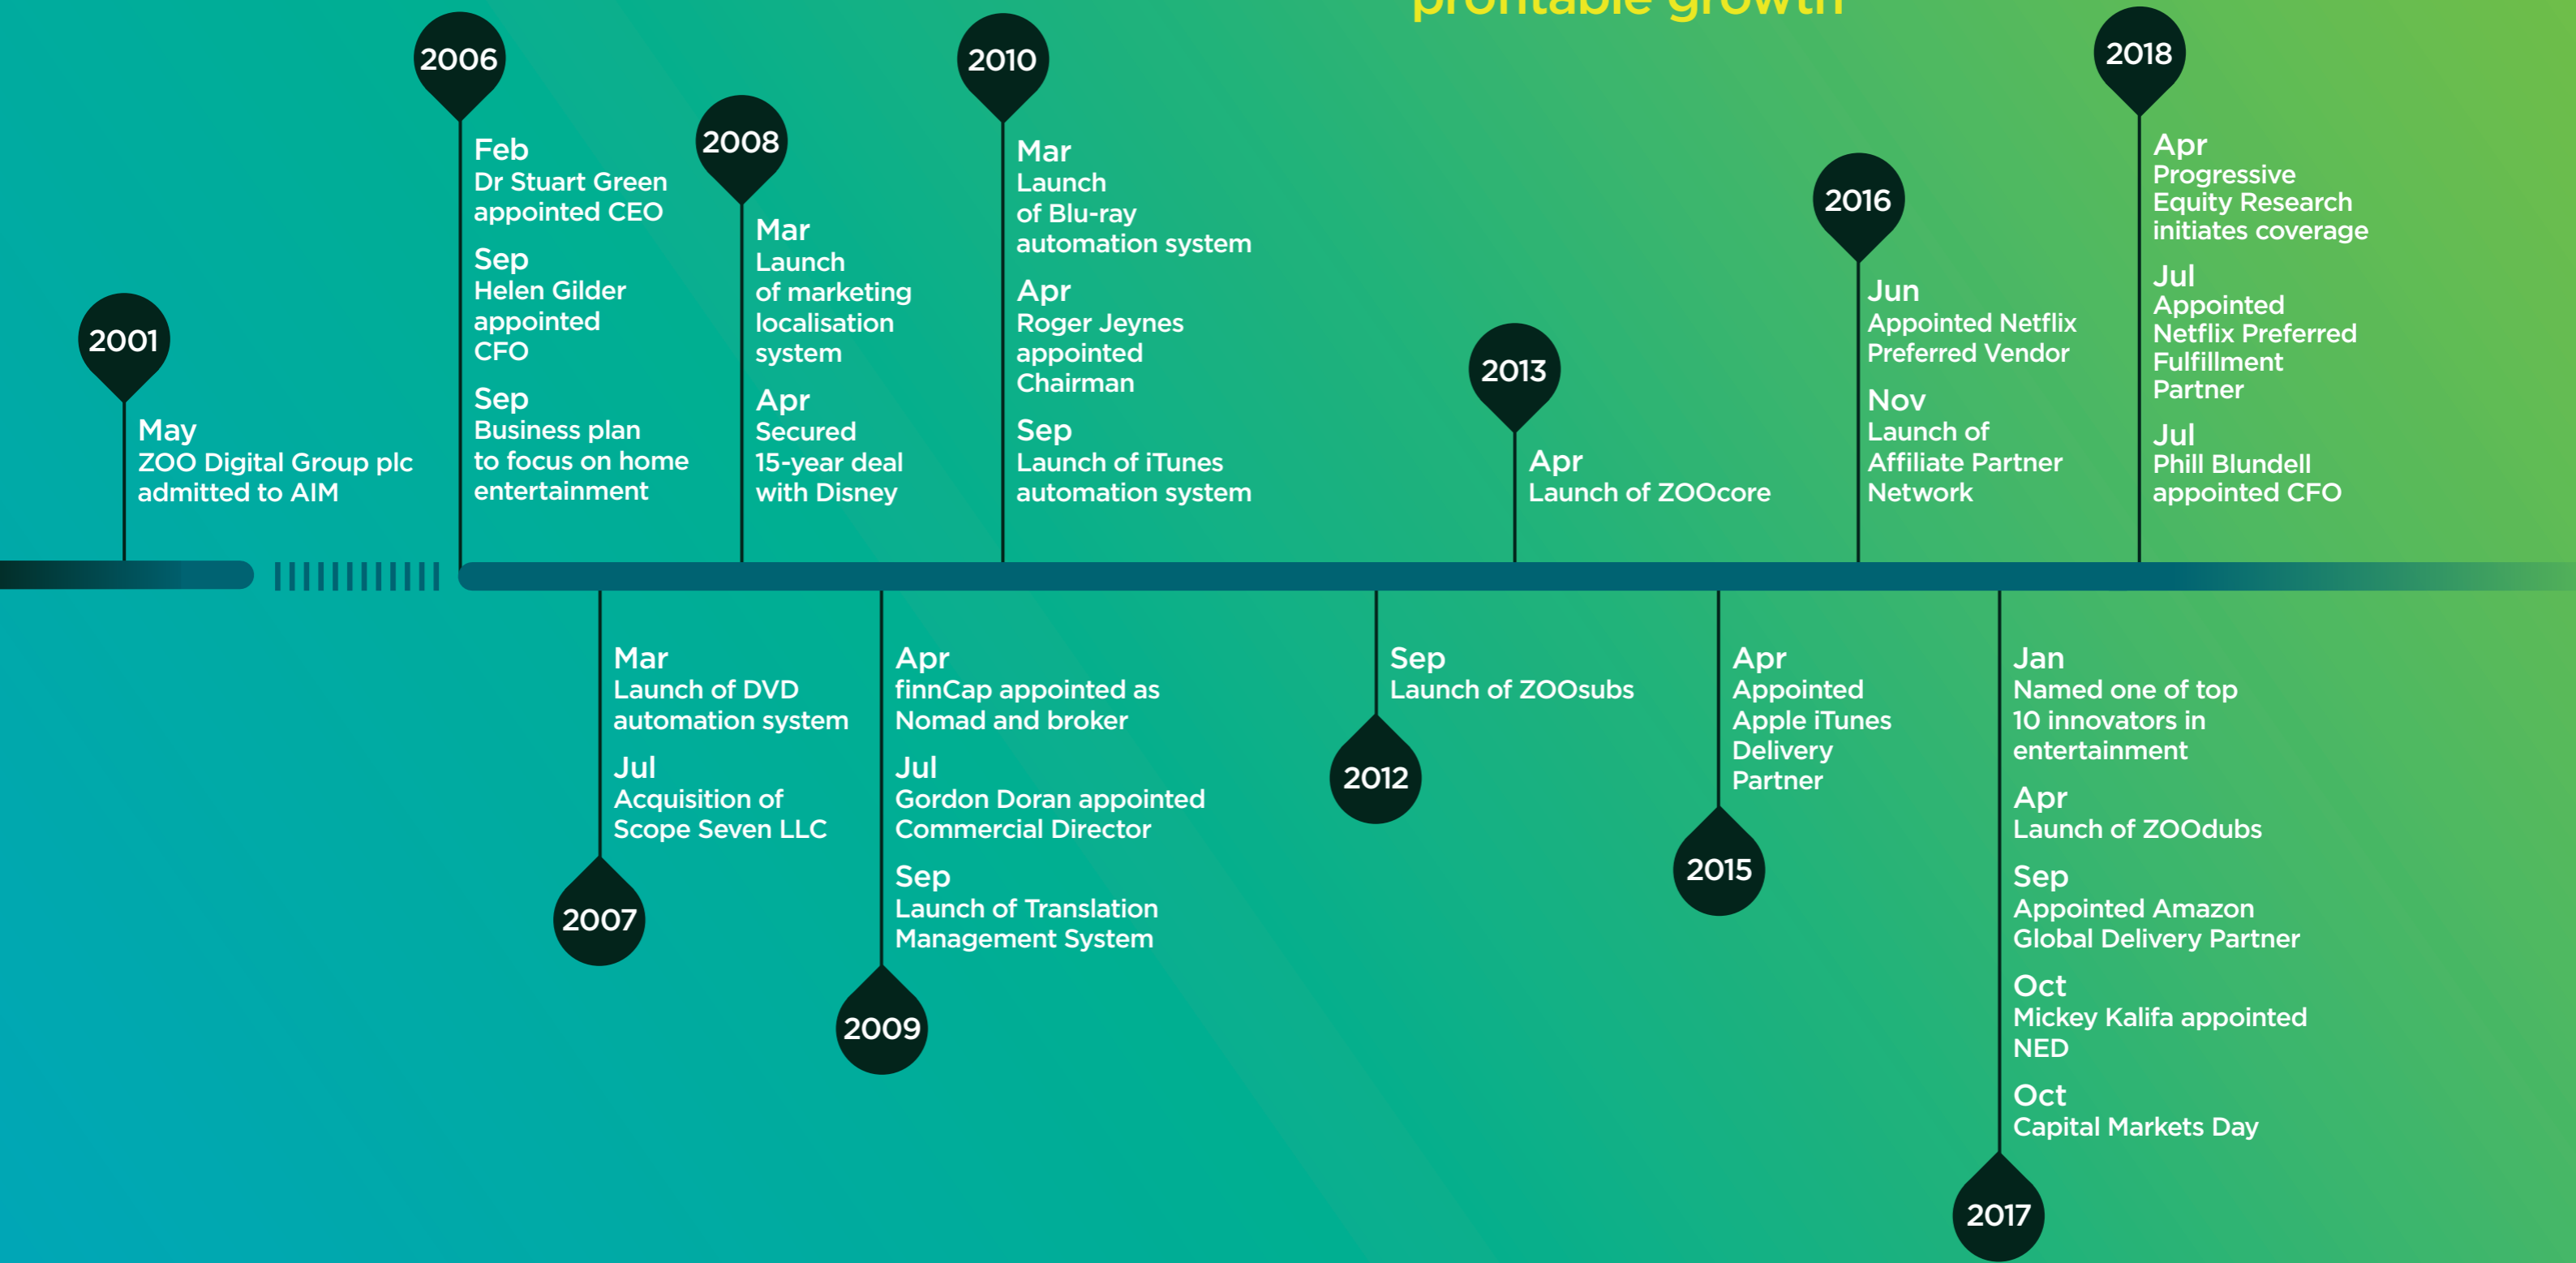 profitable growth
2001
May
ZOO Digital Group plc
admitted to AIM
2006
Feb
Dr Stuart Green
appointed CEO
Sep
Helen Gilder
appointed
CFO
Sep
Business plan
to focus on home
entertainment
2007
Mar
Launch of DVD
automation system
Jul
Acquisition of
Scope Seven LLC
2008
Mar
Launch
of marketing
localisation
system
Apr
Secured
15-year deal
with Disney
2009
Apr
finnCap appointed as
Nomad and broker
Jul
Gordon Doran appointed
Commercial Director
Sep
Launch of Translation
Management System
2010
Mar
Launch
of Blu-ray
automation system
Apr
Roger Jeynes
appointed
Chairman
Sep
Launch of iTunes
automation system
2012
Sep
Launch of ZOOsubs
2013
Apr
Launch of ZOOcore
2015
Apr
Appointed
Apple iTunes
Delivery
Partner
2016
Jun
Appointed Netflix
Preferred Vendor
Nov
Launch of
Affiliate Partner
Network
2017
Jan
Named one of top
10 innovators in
entertainment
Apr
Launch of ZOOdubs
Sep
Appointed Amazon
Global Delivery Partner
Oct
Mickey Kalifa appointed
NED
Oct
Capital Markets Day
2018
Apr
Progressive
Equity Research
initiates coverage
Jul
Appointed
Netflix Preferred
Fulfillment
Partner
Jul
Phill Blundell
appointed CFO